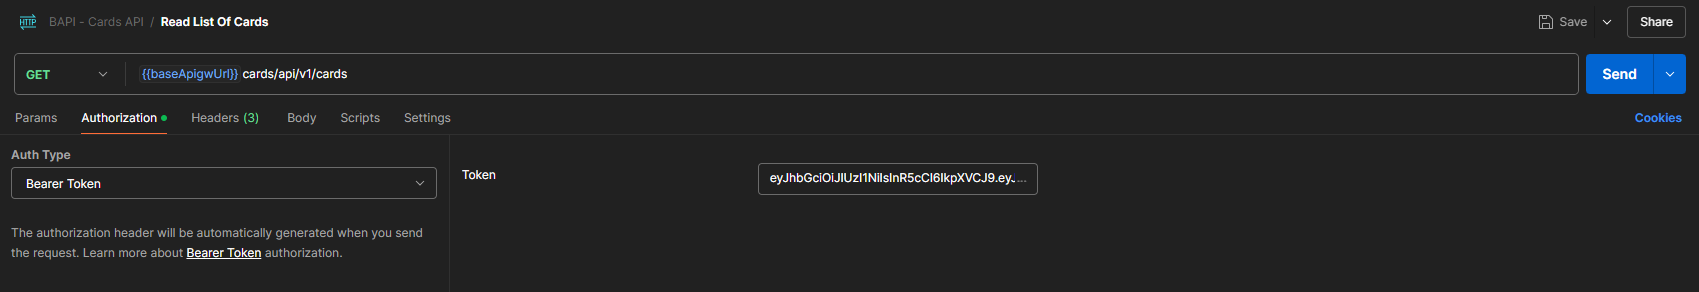 HTTP BAPI - Cards API / Read List Of Cards Save Share
GET {{baseApigwUrl}} cards/api/v1/cards Send
Params Authorization Headers (3) Body Scripts Settings Cookies
Auth Type
Bearer Token
Token eyJhbGciOiJIUzI1NiIsInR5cCI6IkpXVCJ9.eyJ....
The authorization header will be automatically generated when you send
the request. Learn more about Bearer Token authorization.